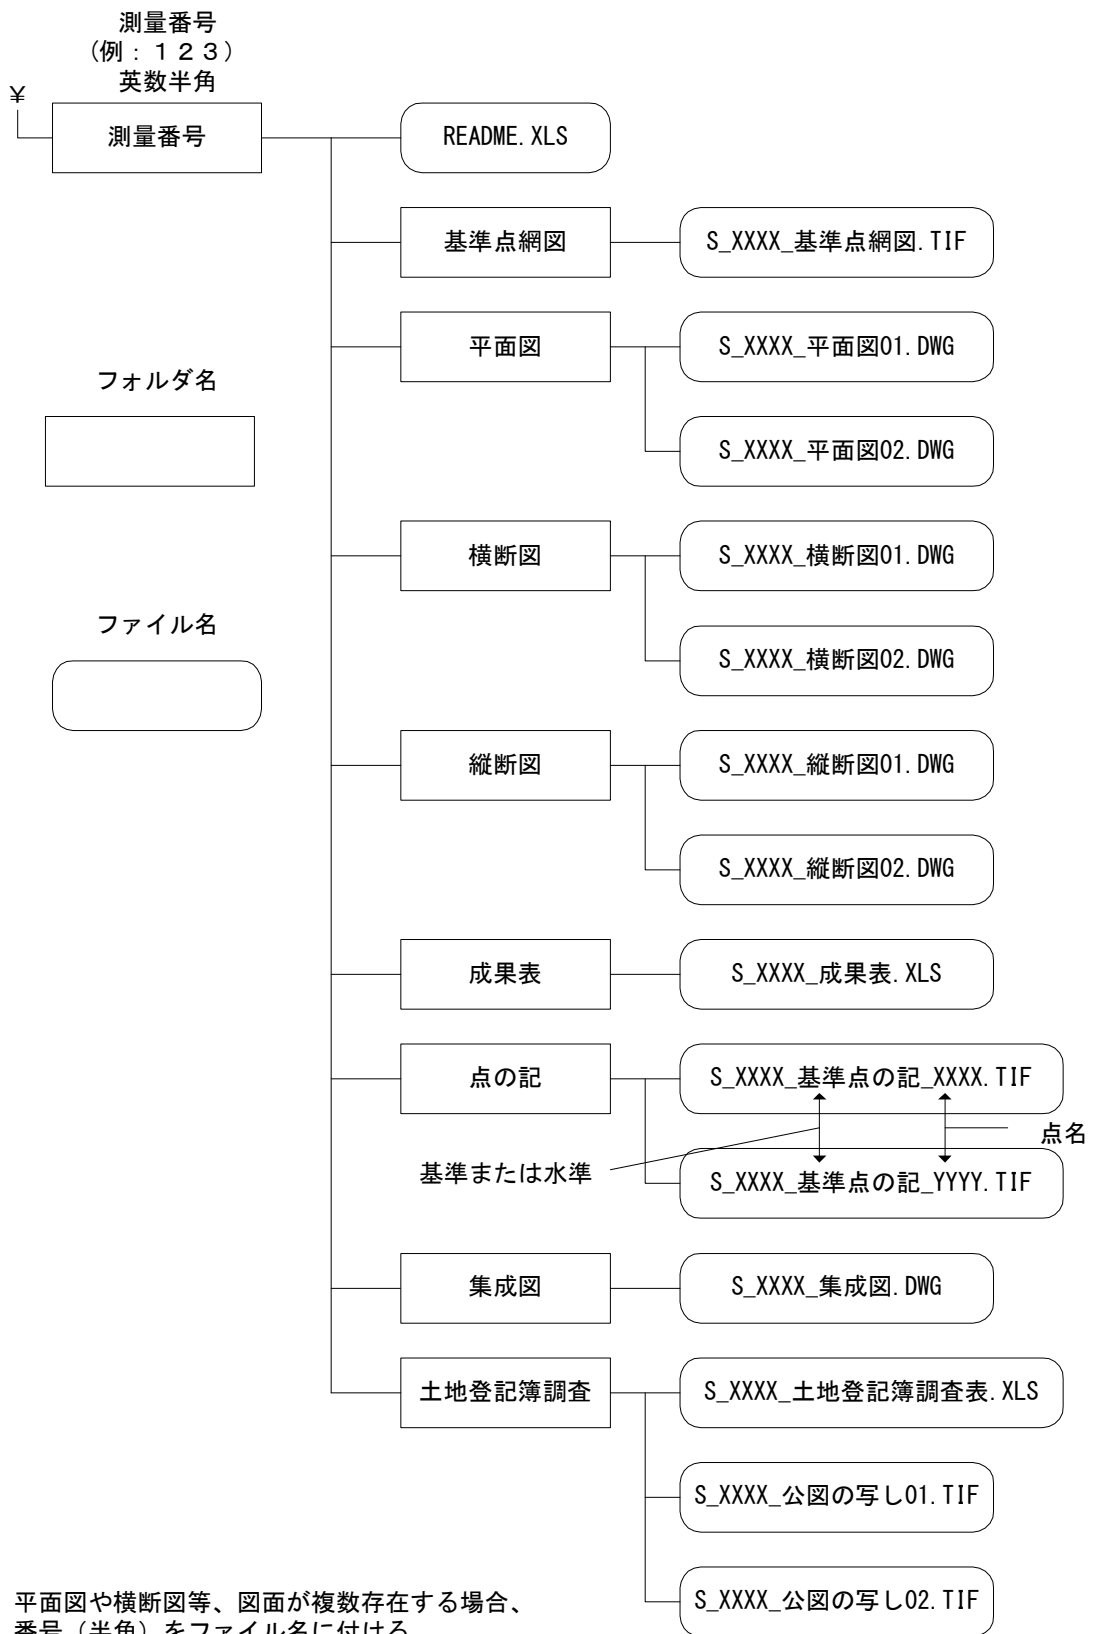 測量番号
（例：１２３）
英数半角
¥
測量番号
README.XLS
基準点網図
S_XXXX_基準点網図.TIF
平面図
S_XXXX_平面図01.DWG
フォルダ名
S_XXXX_平面図02.DWG
横断図
S_XXXX_横断図01.DWG
ファイル名
S_XXXX_横断図02.DWG
縦断図
S_XXXX_縦断図01.DWG
S_XXXX_縦断図02.DWG
成果表
S_XXXX_成果表.XLS
点の記
S_XXXX_基準点の記_XXXX.TIF
点名
基準または水準
S_XXXX_基準点の記_YYYY.TIF
集成図
S_XXXX_集成図.DWG
土地登記簿調査
S_XXXX_土地登記簿調査表.XLS
S_XXXX_公図の写し01.TIF
S_XXXX_公図の写し02.TIF
平面図や横断図等、図面が複数存在する場合、
番号（半角）をファイル名に付ける